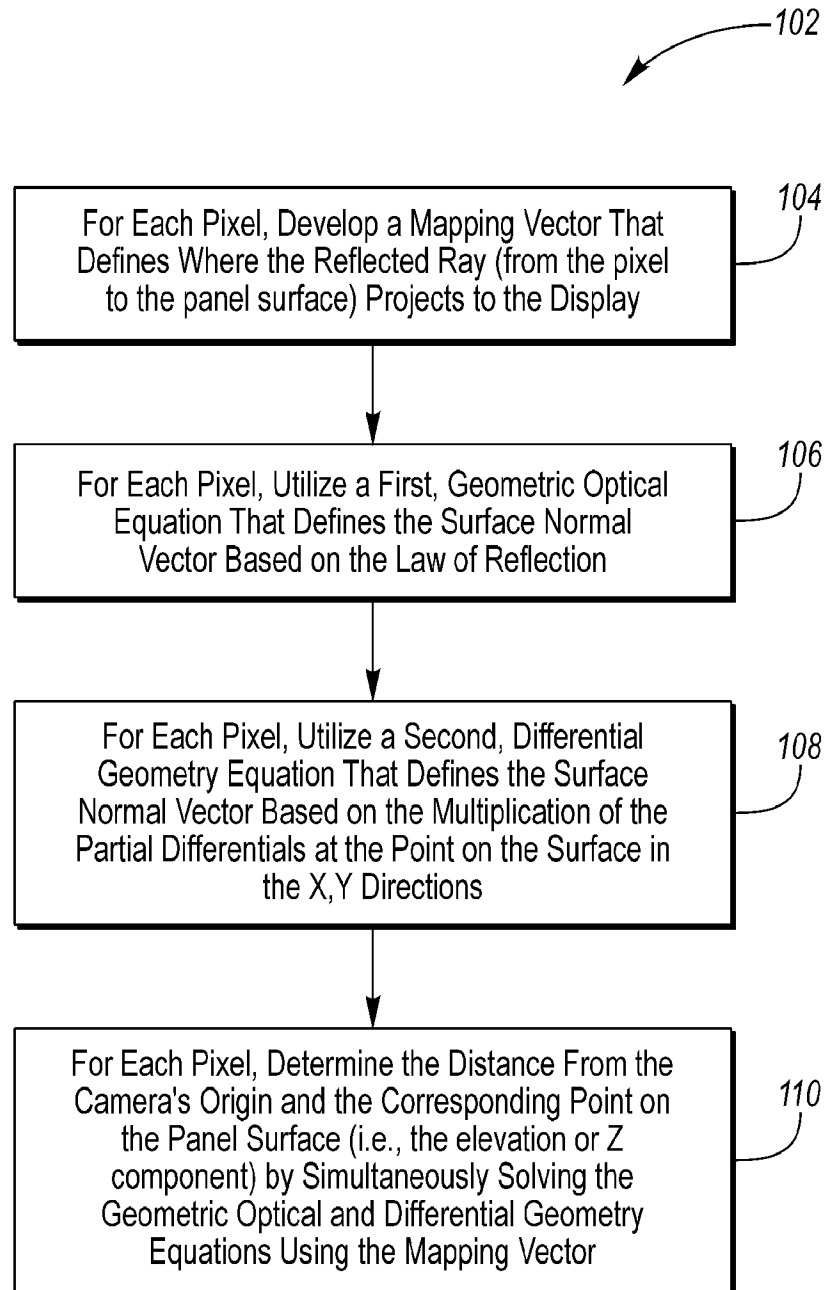 102
104
For Each Pixel, Develop a Mapping Vector That
Defines Where the Reflected Ray (from the pixel
to the panel surface) Projects to the Display
106
For Each Pixel, Utilize a First, Geometric Optical
Equation That Defines the Surface Normal
Vector Based on the Law of Reflection
108
For Each Pixel, Utilize a Second, Differential
Geometry Equation That Defines the Surface
Normal Vector Based on the Multiplication of the
Partial Differentials at the Point on the Surface in
the X,Y Directions
110
For Each Pixel, Determine the Distance From the
Camera's Origin and the Corresponding Point on
the Panel Surface (i.e., the elevation or Z
component) by Simultaneously Solving the
Geometric Optical and Differential Geometry
Equations Using the Mapping Vector